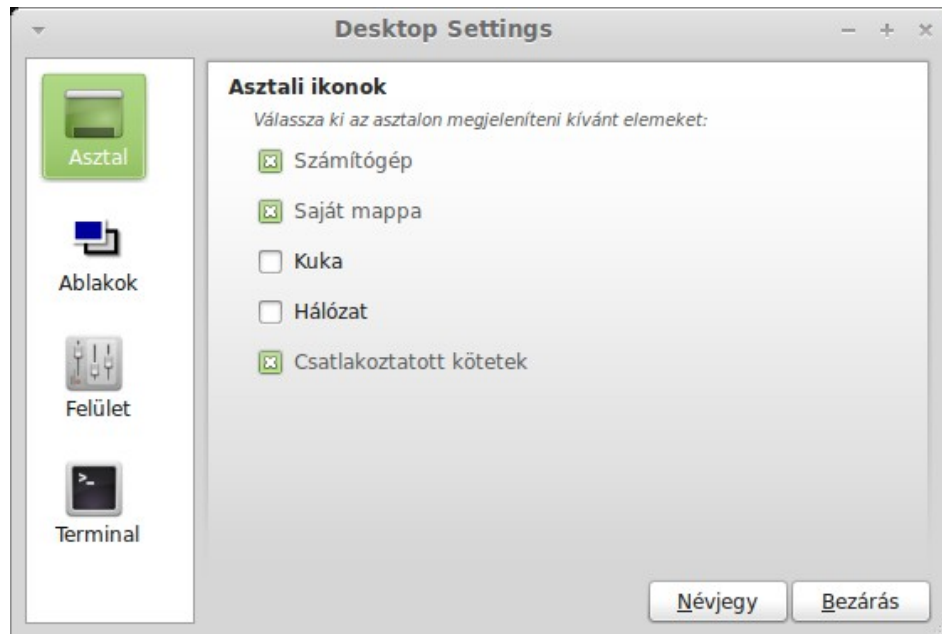 Desktop Settings
Asztal
Ablakok
Felület
>_
Terminal
Asztali ikonok
Válassza ki az asztalon megjeleníteni kívánt elemeket:
Számítógép
Saját mappa
Kuka
Hálózat
Csatlakoztatott kötetek
Névjegy
Bezárás